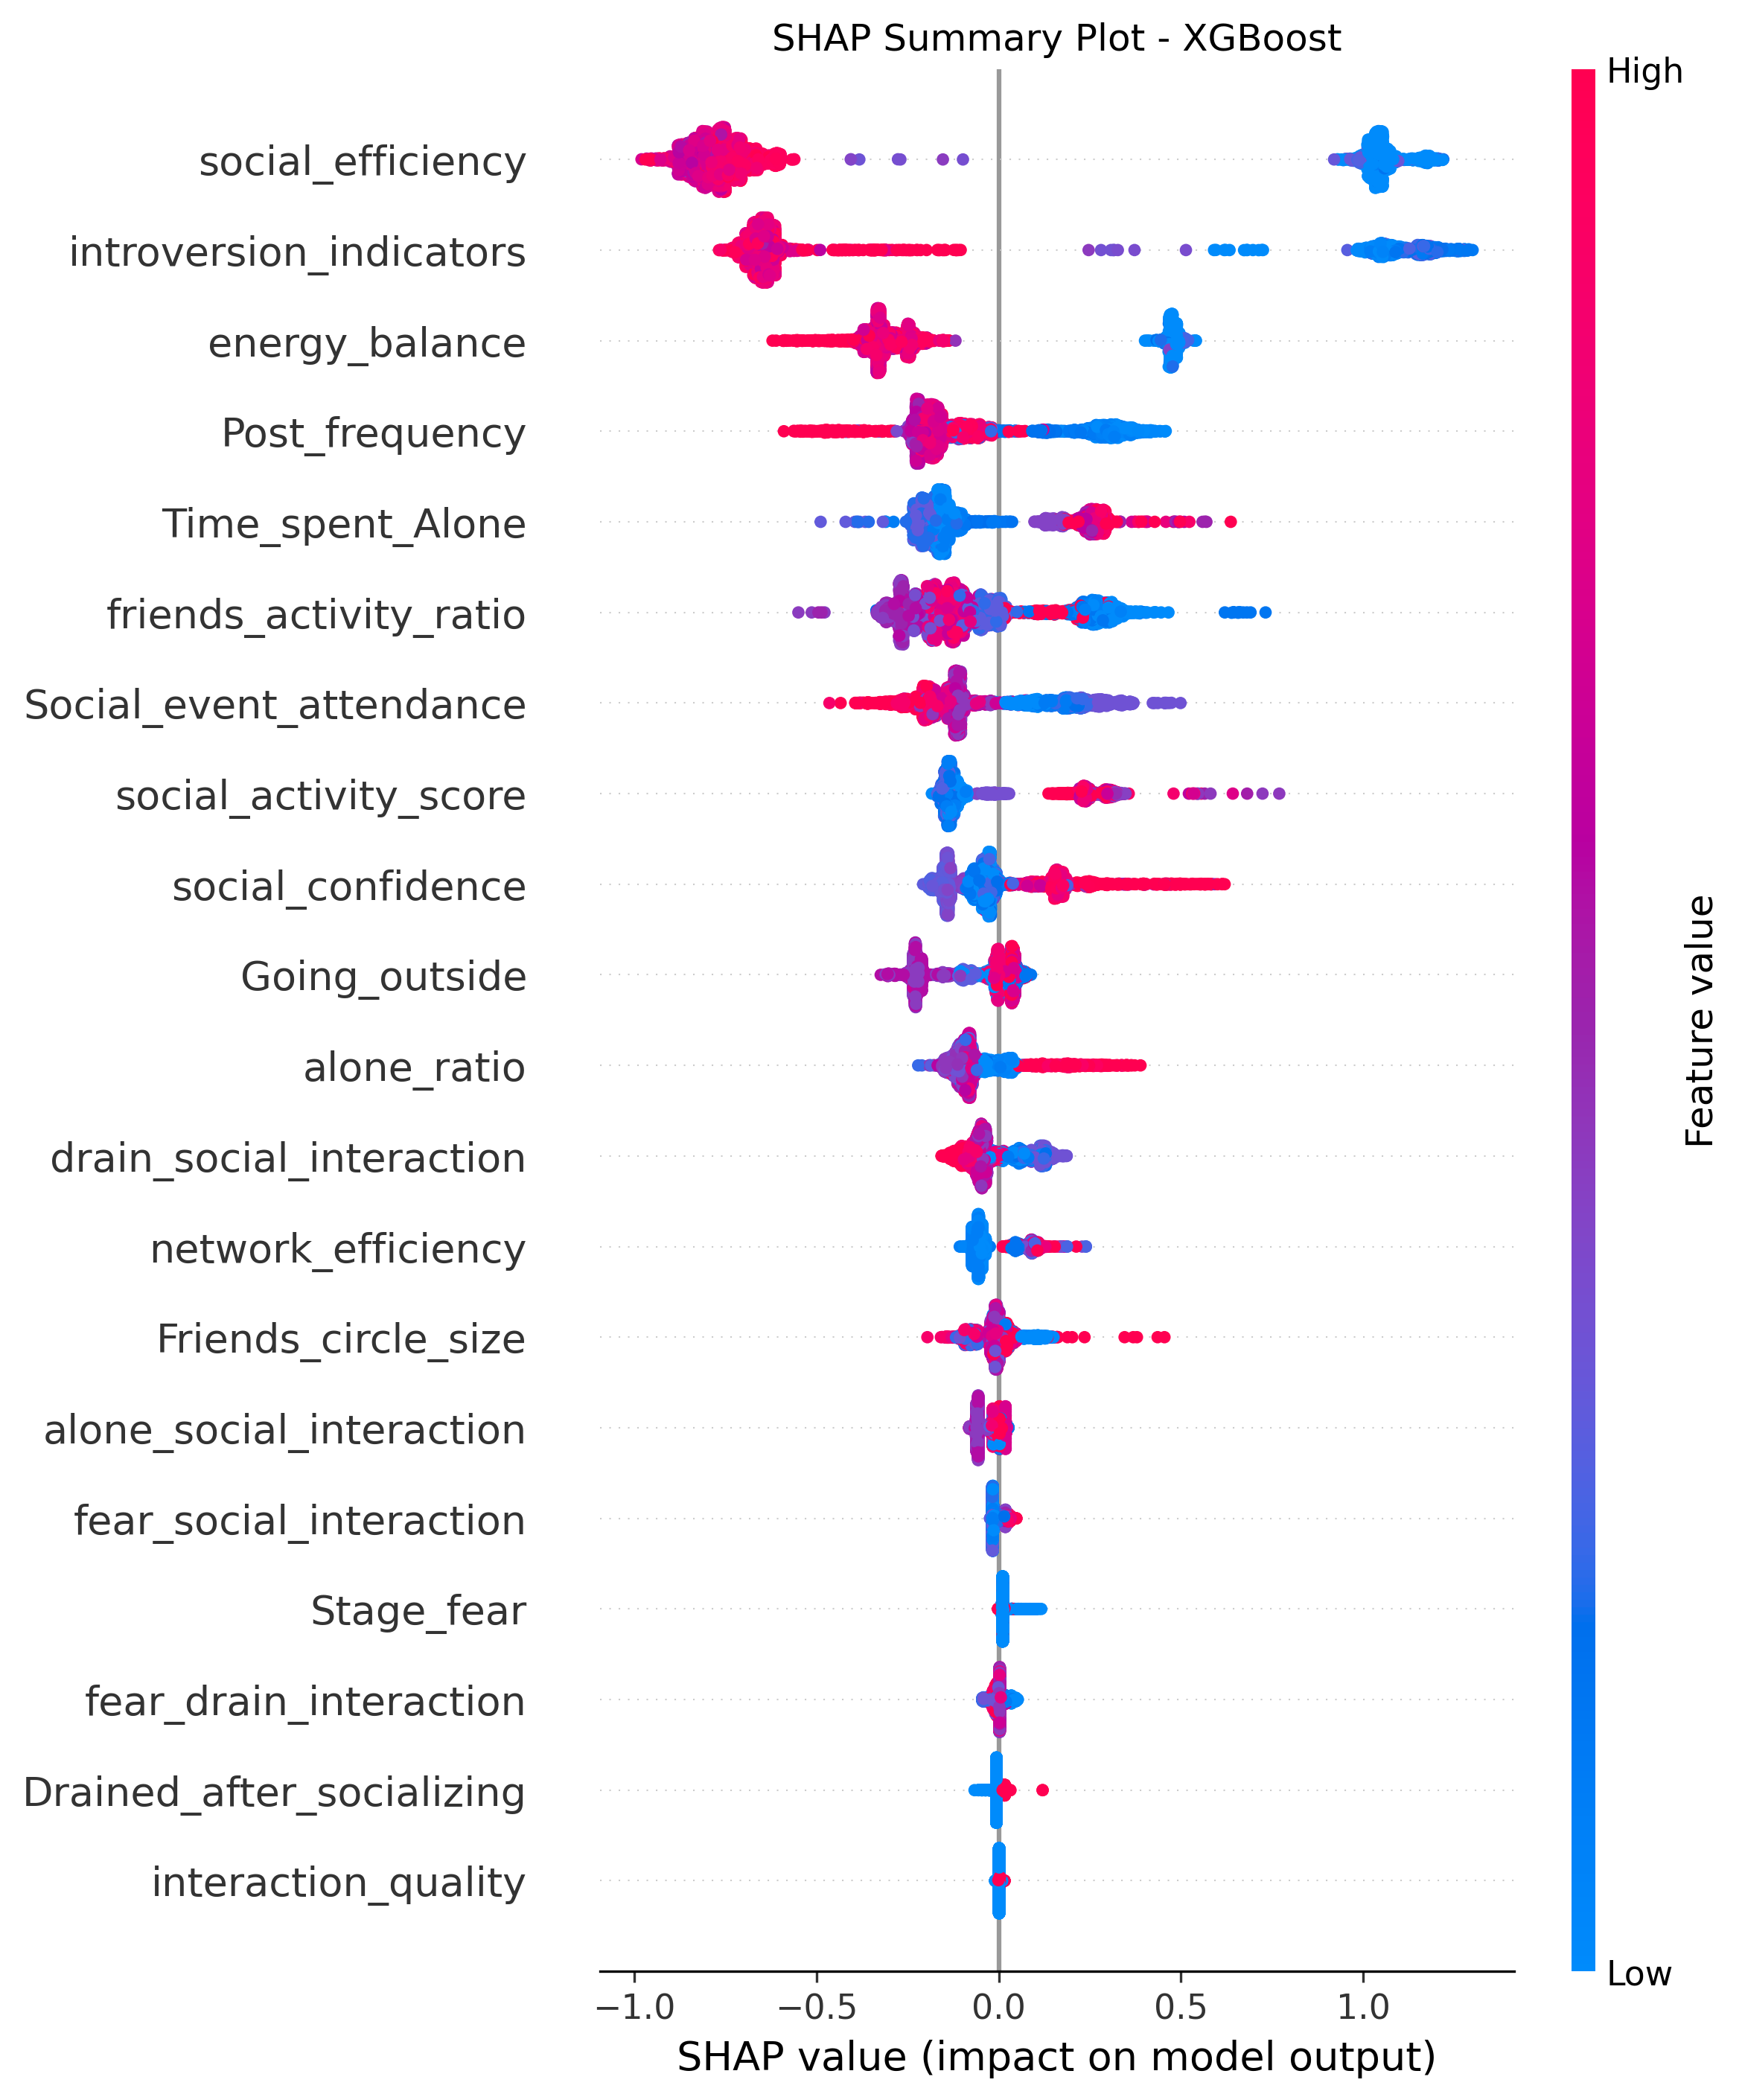 SHAP Summary Plot - XGBoost
High
social_efficiency
introversion_indicators
energy_balance
Post_frequency
Time_spent_Alone
friends_activity_ratio
Social_event_attendance
social_activity_score
social_confidence
Going_outside
alone_ratio
drain_social_interaction
network_efficiency
Friends_circle_size
alone_social_interaction
fear_social_interaction
Stage_fear
fear_drain_interaction
Drained_after_socializing
interaction_quality
Feature value
Low
−1.0 −0.5 0.0 0.5 1.0
SHAP value (impact on model output)